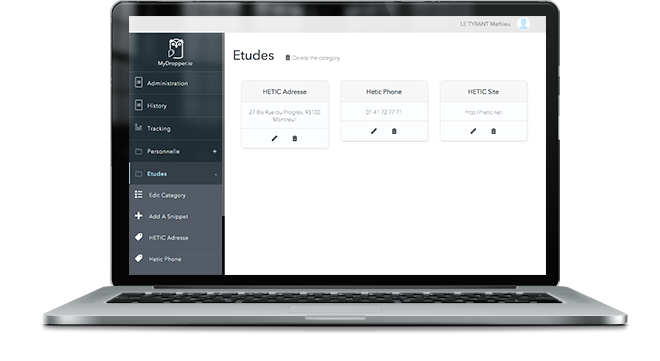 LE TYRANT Mathieu
MyDropper.io
Administration
History
Tracking
Personnelle +
Etudes -
Edit Category
Add A Snippet
HETIC Adresse
Hetic Phone
Etudes
Delete the category
HETIC Adresse
27 Bis Rue du Progrès, 93100
Montreuil
Hetic Phone
01 41 72 77 71
HETIC Site
http://hetic.net